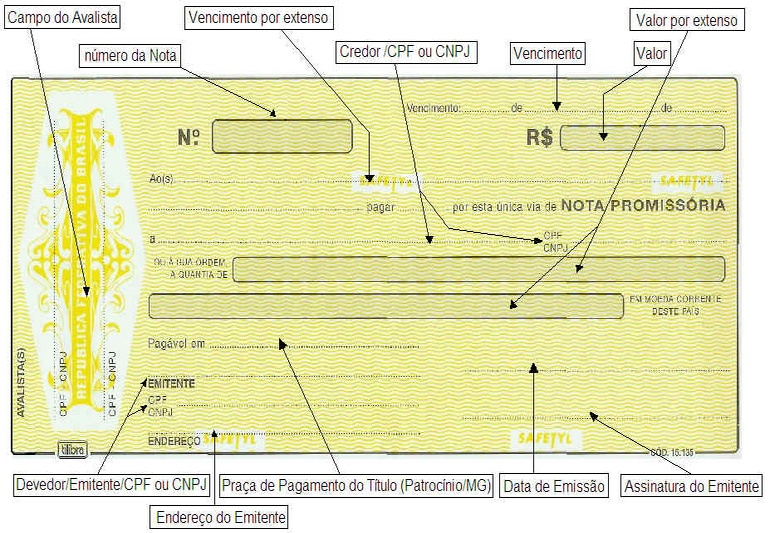 Campo do Avalista
Vencimento por extenso
Valor por extenso
número da Nota
Credor /CPF ou CNPJ
Vencimento
Valor
Vencimento: de de
Nº.
R$
Ao(s)
SAFETYL
SAFETYL
pagar por esta única via de NOTA PROMISSÓRIA
a
CPF
CNPJ
OU À SUA ORDEM,
A QUANTIA DE
EM MOEDA CORRENTE
DESTE PAÍS
Pagável em
EMITENTE
CPF
CNPJ
ENDEREÇO
SAFETYL
SAFETYL
AVALISTA(S)
CPF - CNPJ
CPF - CNPJ
tilibra
CÓD. 15.135
Devedor/Emitente/CPF ou CNPJ
Praça de Pagamento do Título (Patrocínio/MG)
Data de Emissão
Assinatura do Emitente
Endereço do Emitente